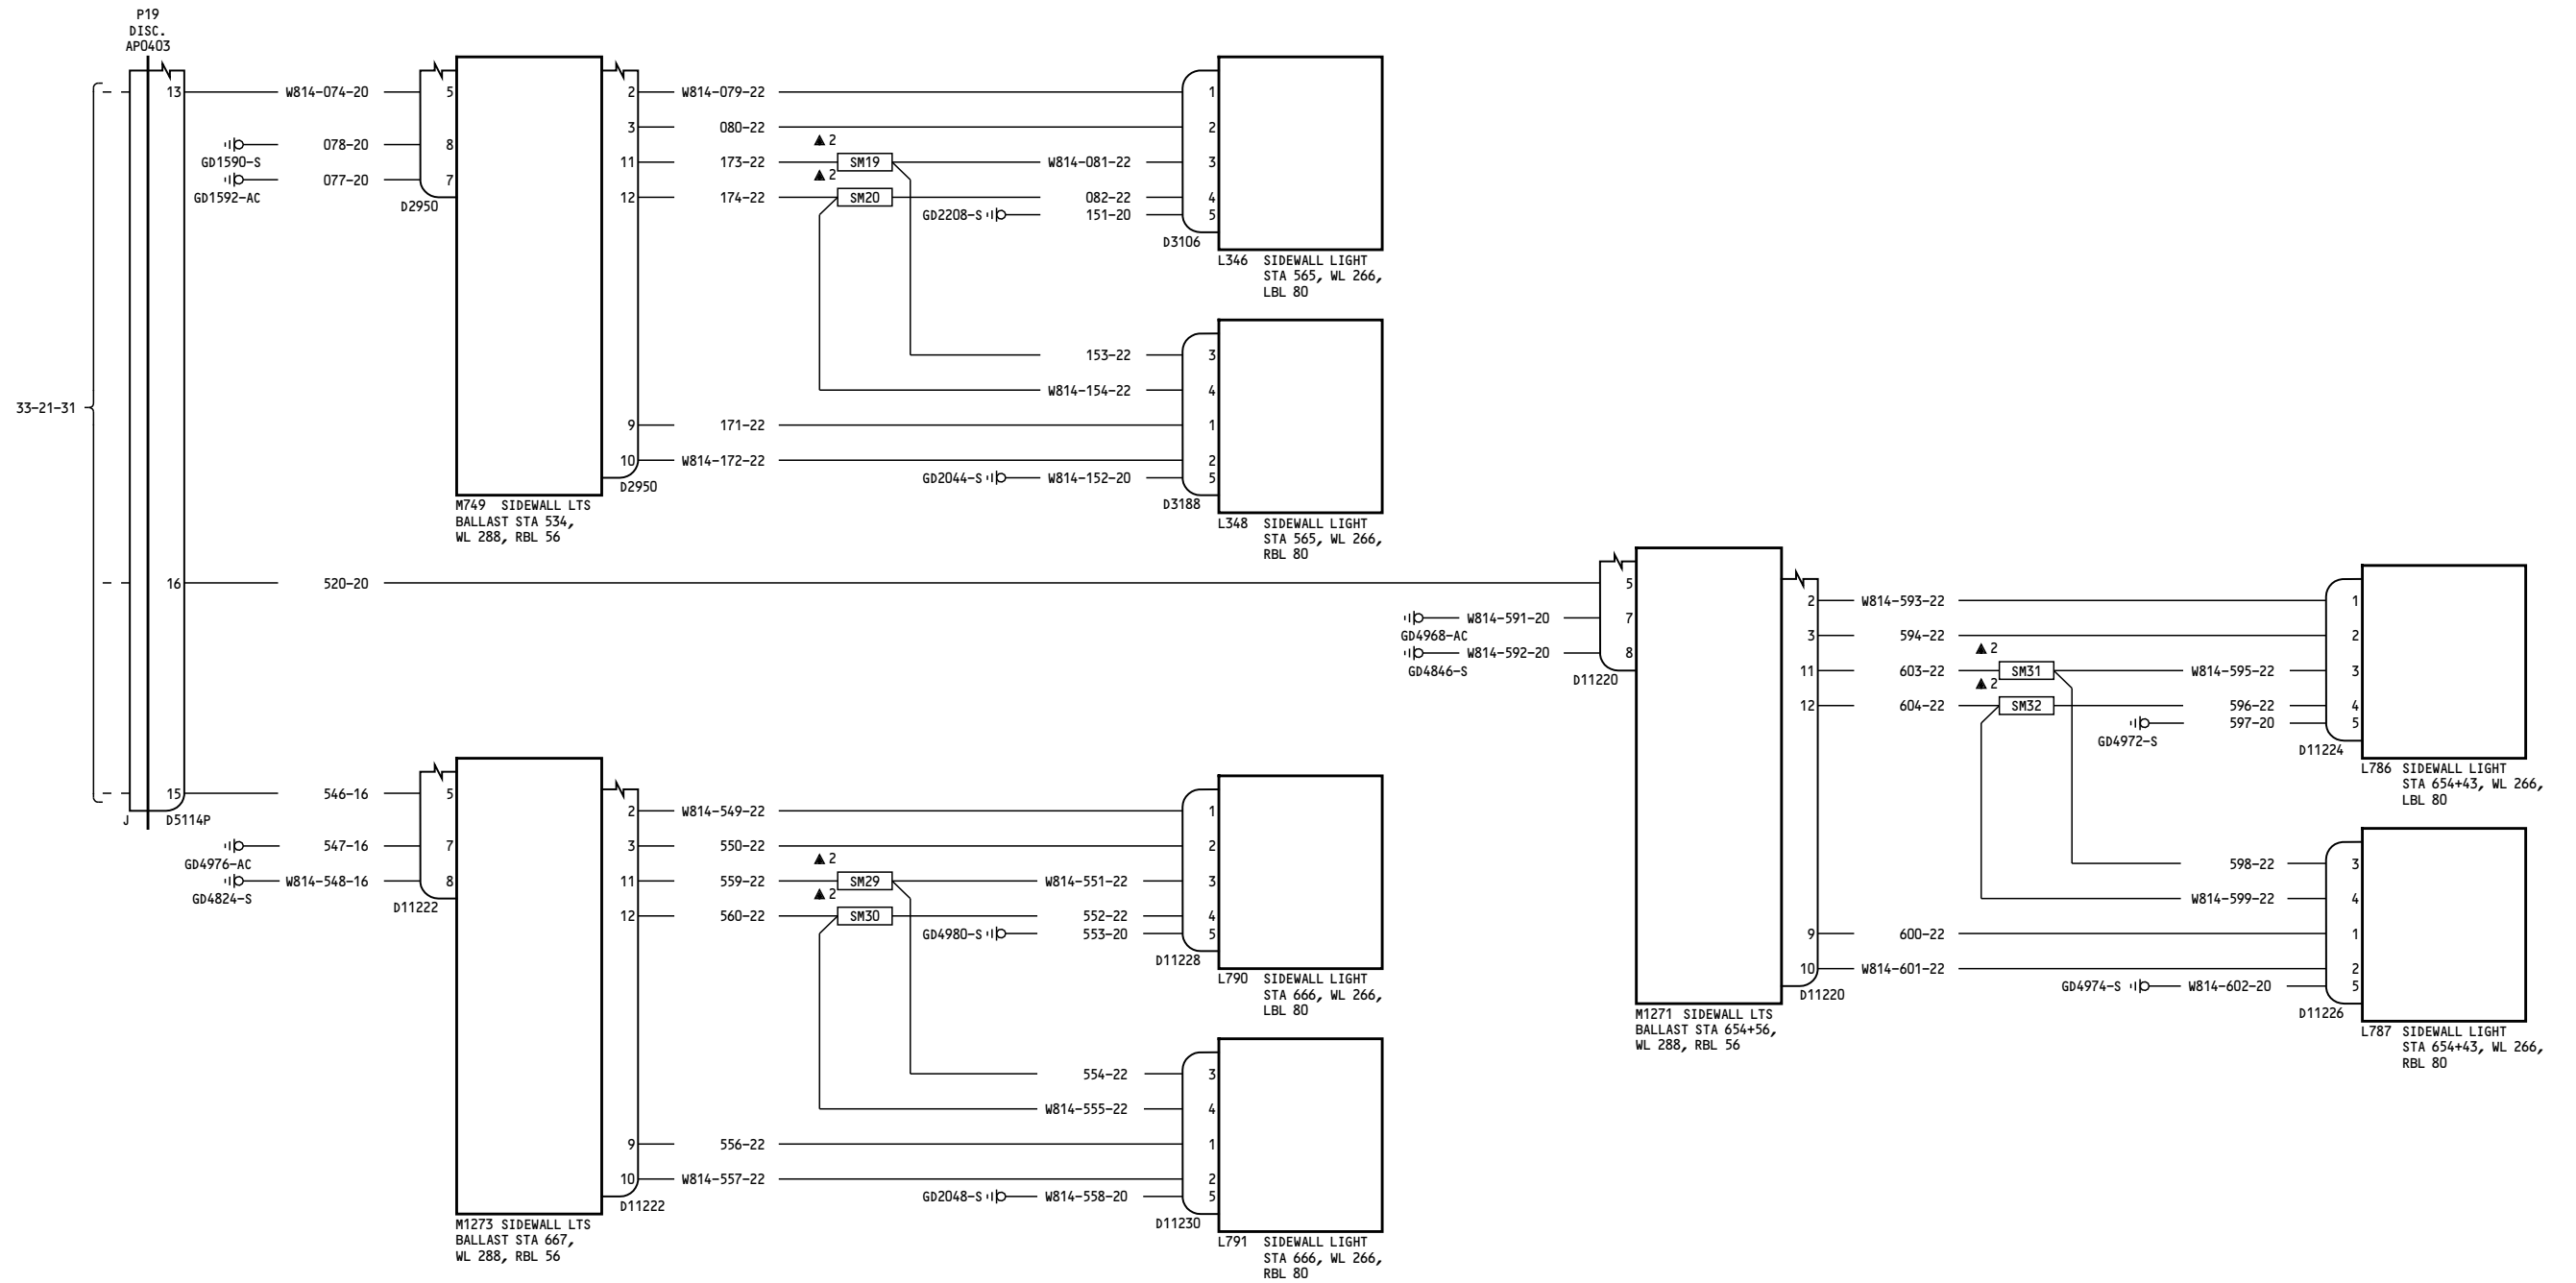 P19
DISC.
AP0403
33-21-31
13
W814-074-20
5
GD1590-S
078-20
8
GD1592-AC
077-20
7
D2950
2
W814-079-22
1
3
080-22
2
▲ 2
11
173-22
SM19
W814-081-22
3
▲ 2
12
174-22
SM20
082-22
4
GD2208-S
151-20
5
D3106
L346 SIDEWALL LIGHT
STA 565, WL 266,
LBL 80
153-22
3
W814-154-22
4
9
171-22
1
10
W814-172-22
2
GD2044-S
W814-152-20
5
D2950
D3188
M749 SIDEWALL LTS
BALLAST STA 534,
WL 288, RBL 56
L348 SIDEWALL LIGHT
STA 565, WL 266,
RBL 80
16
520-20
5
W814-591-20
7
GD4968-AC
W814-592-20
8
GD4846-S
D11220
2
W814-593-22
1
3
594-22
2
▲ 2
11
603-22
SM31
W814-595-22
3
▲ 2
12
604-22
SM32
596-22
4
GD4972-S
597-20
5
D11224
L786 SIDEWALL LIGHT
STA 654+43, WL 266,
LBL 80
598-22
3
W814-599-22
4
9
600-22
1
10
W814-601-22
2
GD4974-S
W814-602-20
5
D11220
D11226
M1271 SIDEWALL LTS
BALLAST STA 654+56,
WL 288, RBL 56
L787 SIDEWALL LIGHT
STA 654+43, WL 266,
RBL 80
15
546-16
5
J
D5114P
547-16
7
GD4976-AC
W814-548-16
8
GD4824-S
D11222
2
W814-549-22
1
3
550-22
2
▲ 2
11
559-22
SM29
W814-551-22
3
▲ 2
12
560-22
SM30
552-22
4
GD4980-S
553-20
5
D11228
L790 SIDEWALL LIGHT
STA 666, WL 266,
LBL 80
554-22
3
W814-555-22
4
9
556-22
1
10
W814-557-22
2
GD2048-S
W814-558-20
5
D11222
D11230
M1273 SIDEWALL LTS
BALLAST STA 667,
WL 288, RBL 56
L791 SIDEWALL LIGHT
STA 666, WL 266,
RBL 80